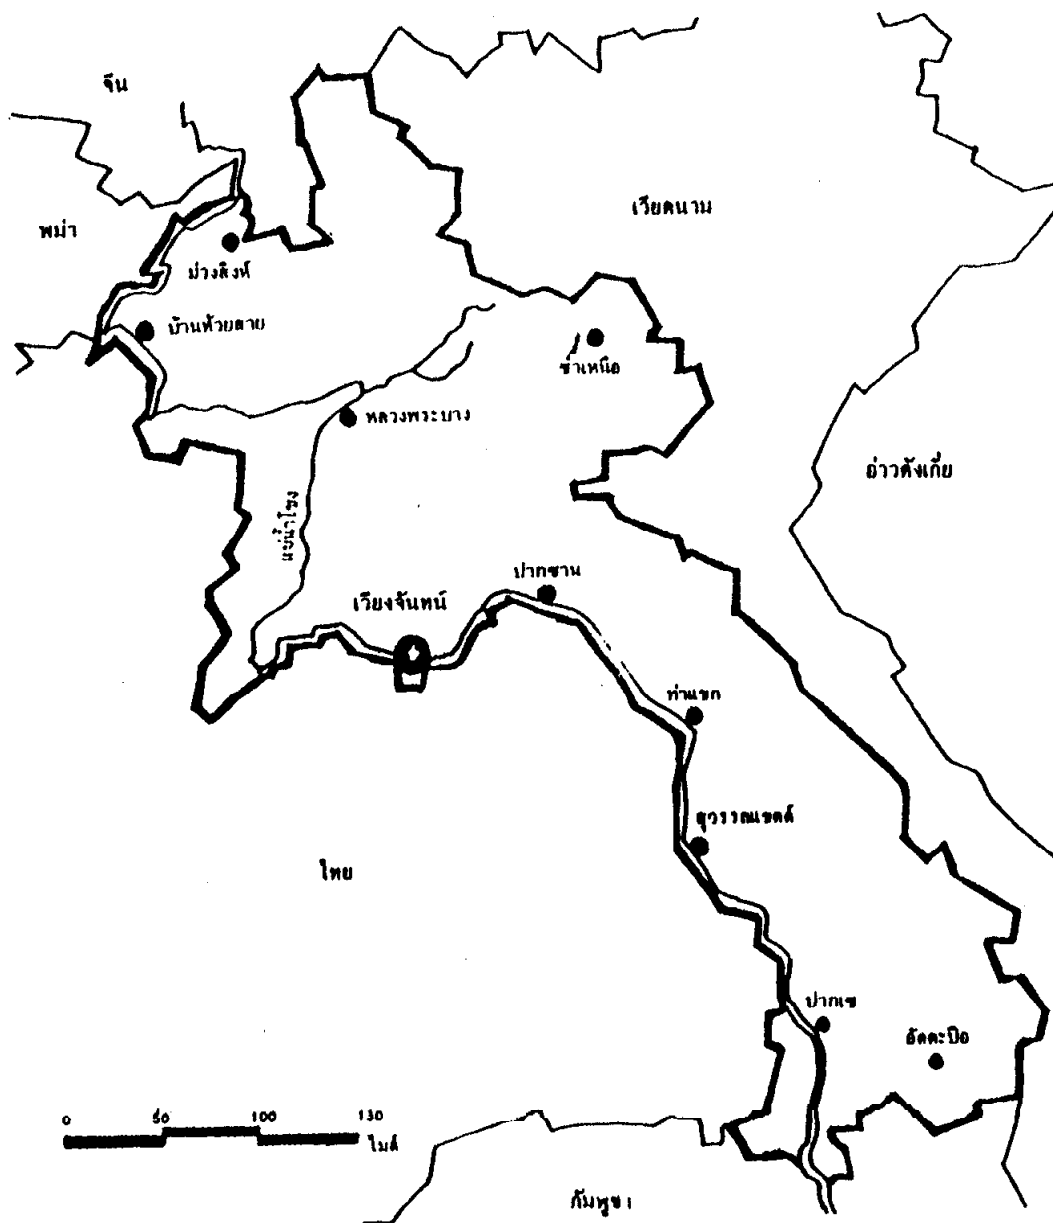 จีน
พม่า
เวียดนาม
ม่วงสิงห์
บ้านห้วยลาย
ซำเหนือ
หลวงพระบาง
อ่าวตังเกี๋ย
แม่น้ำโขง
ปากซาน
เวียงจันทน์
ท่าแขก
สุวรรณเขตต์
ไทย
ปากเซ
อัตตะปือ
0 50 100 130
ไมล์
กัมพูชา